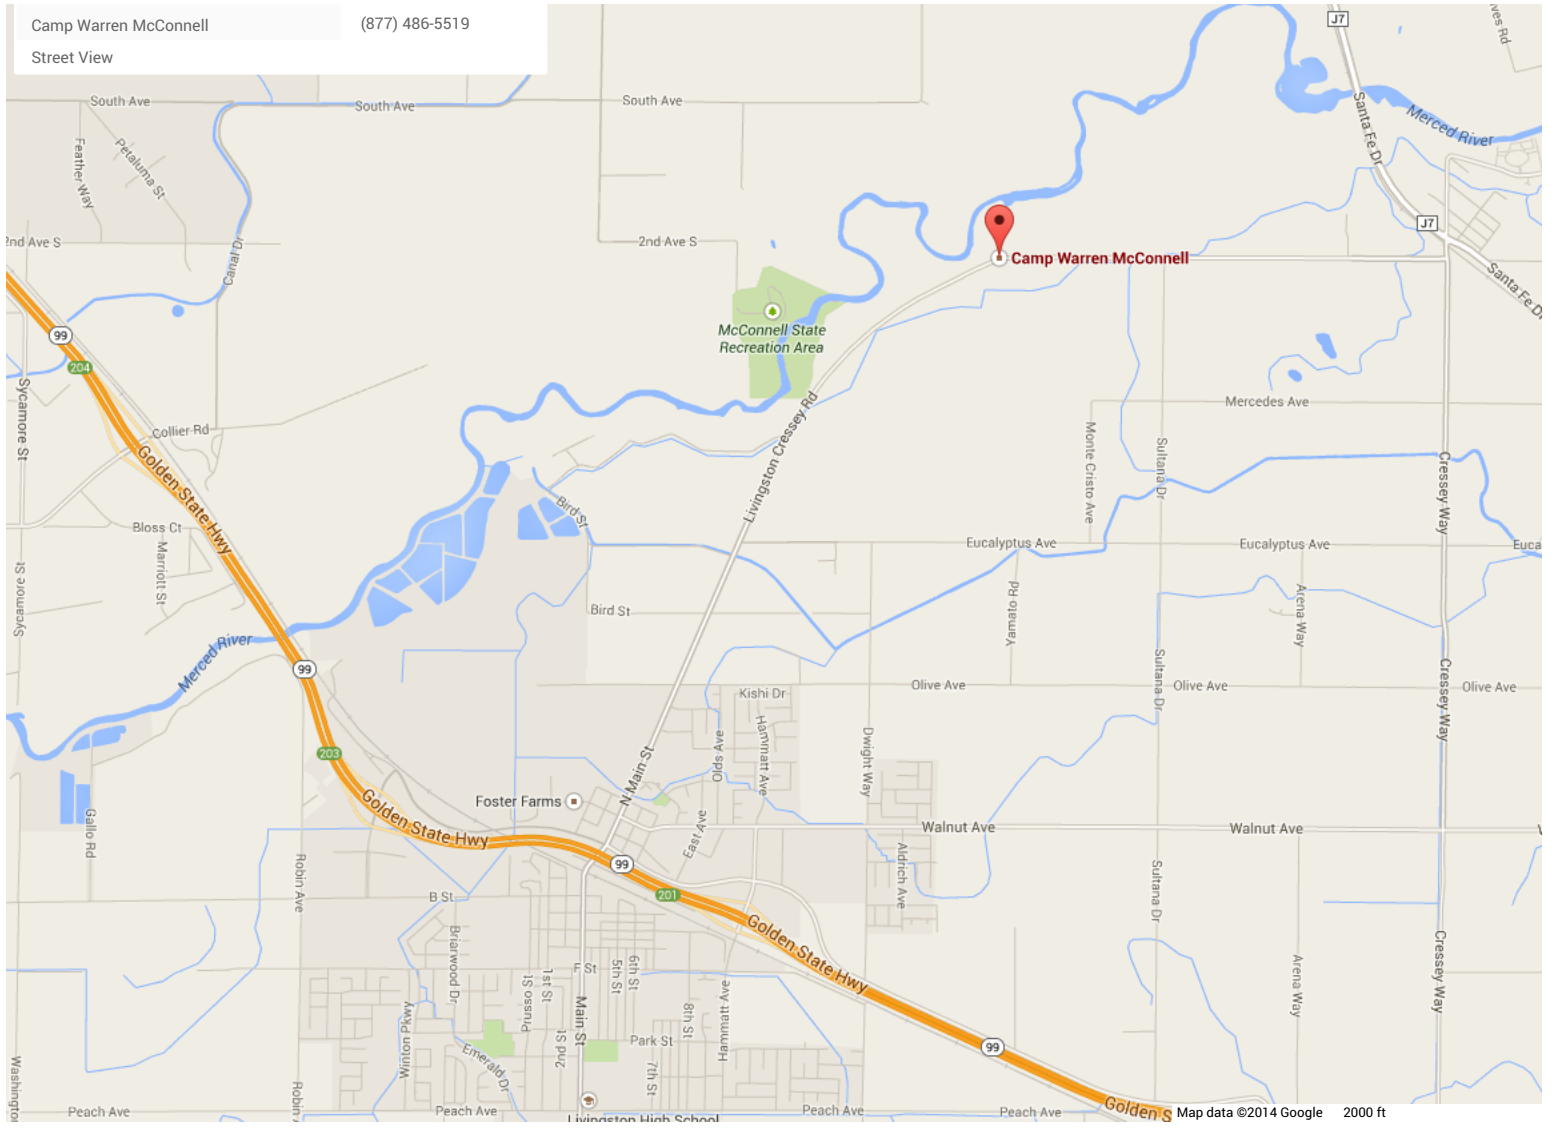 Camp Warren McConnell
(877) 486-5519
Street View
J7
ves Rd
South Ave
South Ave
South Ave
Santa Fe Dr
Merced River
Feather Way
Petaluma St
J7
2nd Ave S
2nd Ave S
Canal Dr
Camp Warren McConnell
Santa Fe Dr
99
McConnell State
Recreation Area
204
Sycamore St
Livingston Cressey Rd
Mercedes Ave
Collier Rd
Golden State Hwy
Monte Cristo Ave
Sultana Dr
Cressey Way
Bird St
Bloss Ct
Marriott St
Eucalyptus Ave
Eucalyptus Ave
Euca
Sycamore St
Bird St
Yamato Rd
Arena Way
Merced River
99
Sultana Dr
Cressey Way
Kishi Dr
Olive Ave
Olive Ave
Olive Ave
Hammatt Ave
Olds Ave
Dwight Way
203
N Main St
Foster Farms
Golden State Hwy
Gallo Rd
East Ave
Walnut Ave
Walnut Ave
Aldrich Ave
99
Robin Ave
B St
201
Sultana Dr
Golden State Hwy
Briarwood Dr
Cressey Way
F St
1st St
5th St
6th St
Prusso St
Arena Way
Main St
8th St
Hammatt Ave
Winton Pkwy
2nd St
Park St
99
Emerald Dr
7th St
Washington
Robin
Peach Ave
Peach Ave
Livingston High School
Peach Ave
Peach Ave
Golden S
Map data ©2014 Google
2000 ft